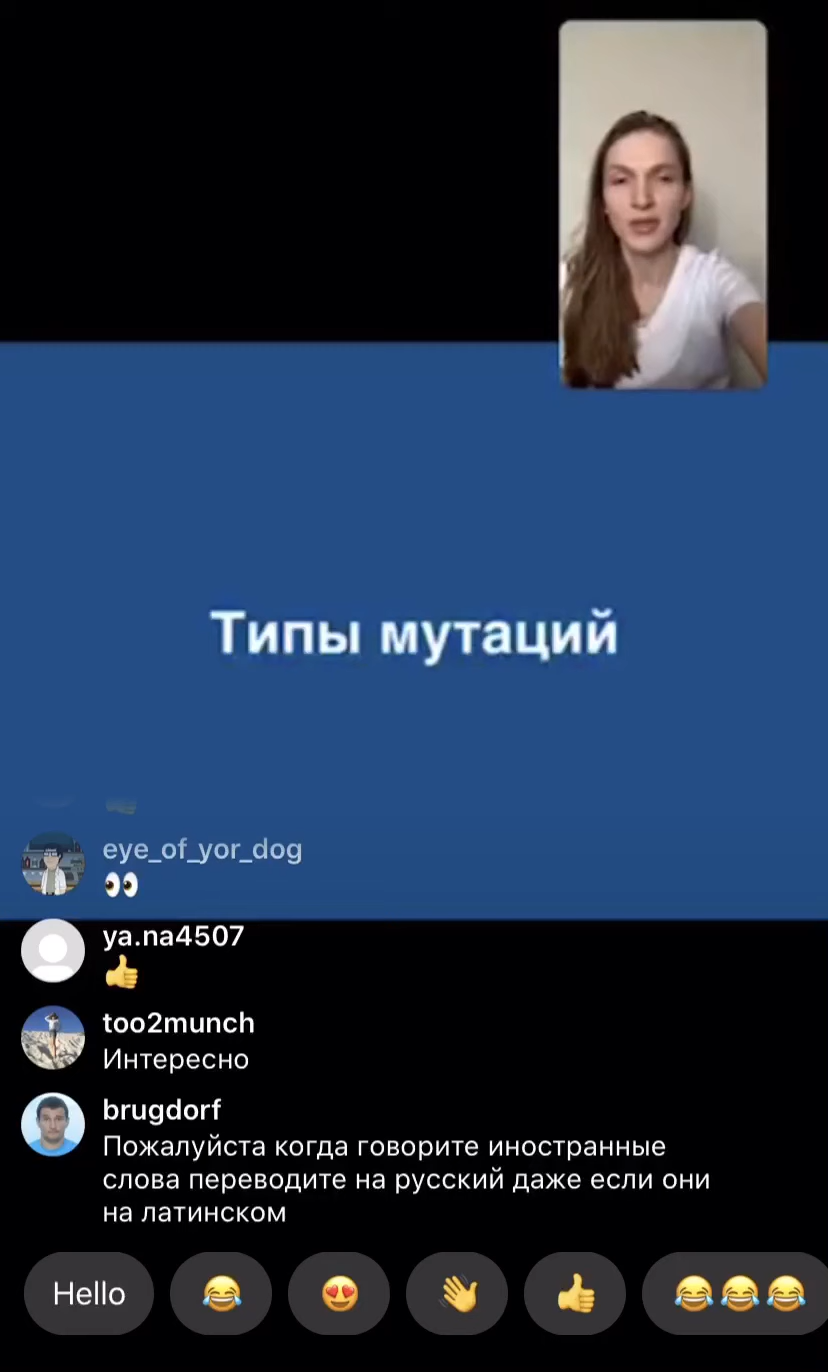 Типы мутаций
eye_of_yor_dog
👀
ya.na4507
👍
too2munch
Интересно
brugdorf
Пожалуйста когда говорите иностранные
слова переводите на русский даже если они
на латинском
Hello 😂 😍 👋 👍 😂😂😂